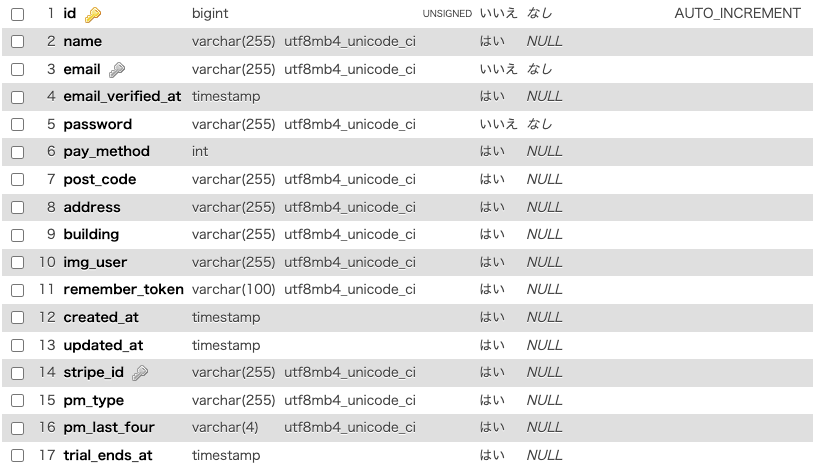 1 id bigint UNSIGNED いいえ なし AUTO_INCREMENT
2 name varchar(255) utf8mb4_unicode_ci はい NULL
3 email varchar(255) utf8mb4_unicode_ci いいえ なし
4 email_verified_at timestamp はい NULL
5 password varchar(255) utf8mb4_unicode_ci いいえ なし
6 pay_method int はい NULL
7 post_code varchar(255) utf8mb4_unicode_ci はい NULL
8 address varchar(255) utf8mb4_unicode_ci はい NULL
9 building varchar(255) utf8mb4_unicode_ci はい NULL
10 img_user varchar(255) utf8mb4_unicode_ci はい NULL
11 remember_token varchar(100) utf8mb4_unicode_ci はい NULL
12 created_at timestamp はい NULL
13 updated_at timestamp はい NULL
14 stripe_id varchar(255) utf8mb4_unicode_ci はい NULL
15 pm_type varchar(255) utf8mb4_unicode_ci はい NULL
16 pm_last_four varchar(4) utf8mb4_unicode_ci はい NULL
17 trial_ends_at timestamp はい NULL